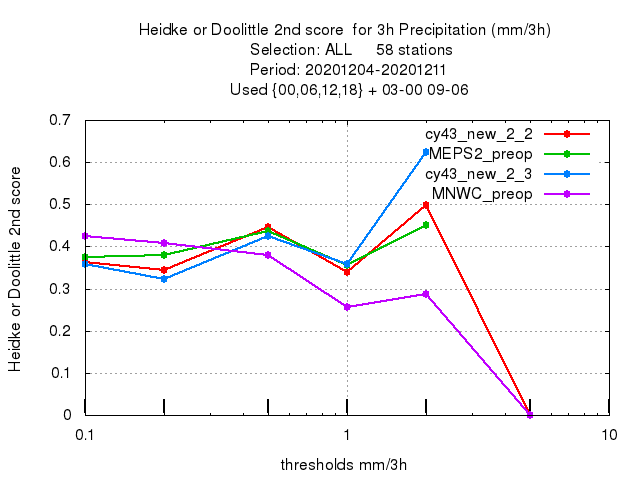 Heidke or Doolittle 2nd score  for 3h Precipitation (mm/3h)
Selection: ALL     58 stations
Period: 20201204-20201211
Used {00,06,12,18} + 03-00 09-06
Heidke or Doolittle 2nd score
0.7
0.6
0.5
0.4
0.3
0.2
0.1
0
cy43_new_2_2
MEPS2_preop
cy43_new_2_3
MNWC_preop
0.1 1 10
thresholds mm/3h